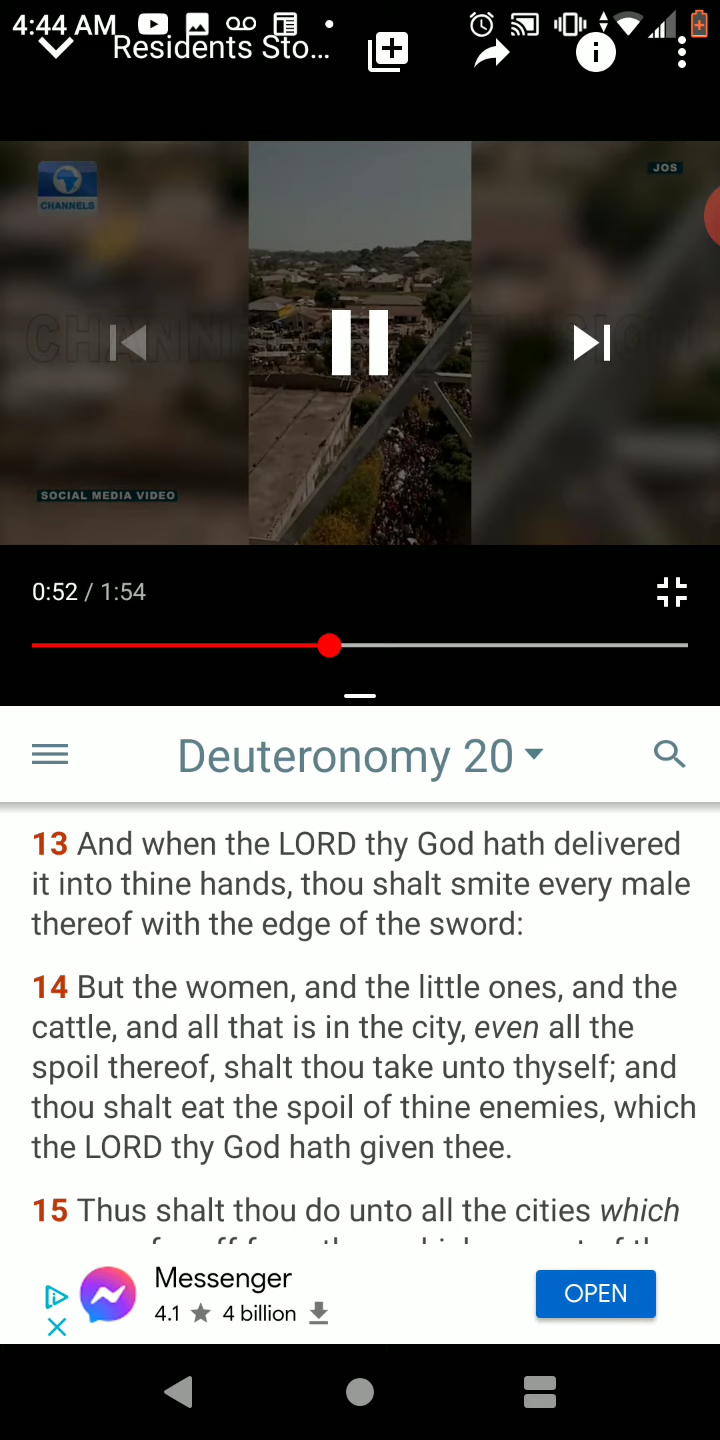 4:44 AM
Residents Sto...
CHANNELS
JOS
SOCIAL MEDIA VIDEO
0:52 / 1:54
Deuteronomy 20
13 And when the LORD thy God hath delivered
it into thine hands, thou shalt smite every male
thereof with the edge of the sword:
14 But the women, and the little ones, and the
cattle, and all that is in the city, even all the
spoil thereof, shalt thou take unto thyself; and
thou shalt eat the spoil of thine enemies, which
the LORD thy God hath given thee.
15 Thus shalt thou do unto all the cities which
Messenger
4.1 ★ 4 billion
OPEN